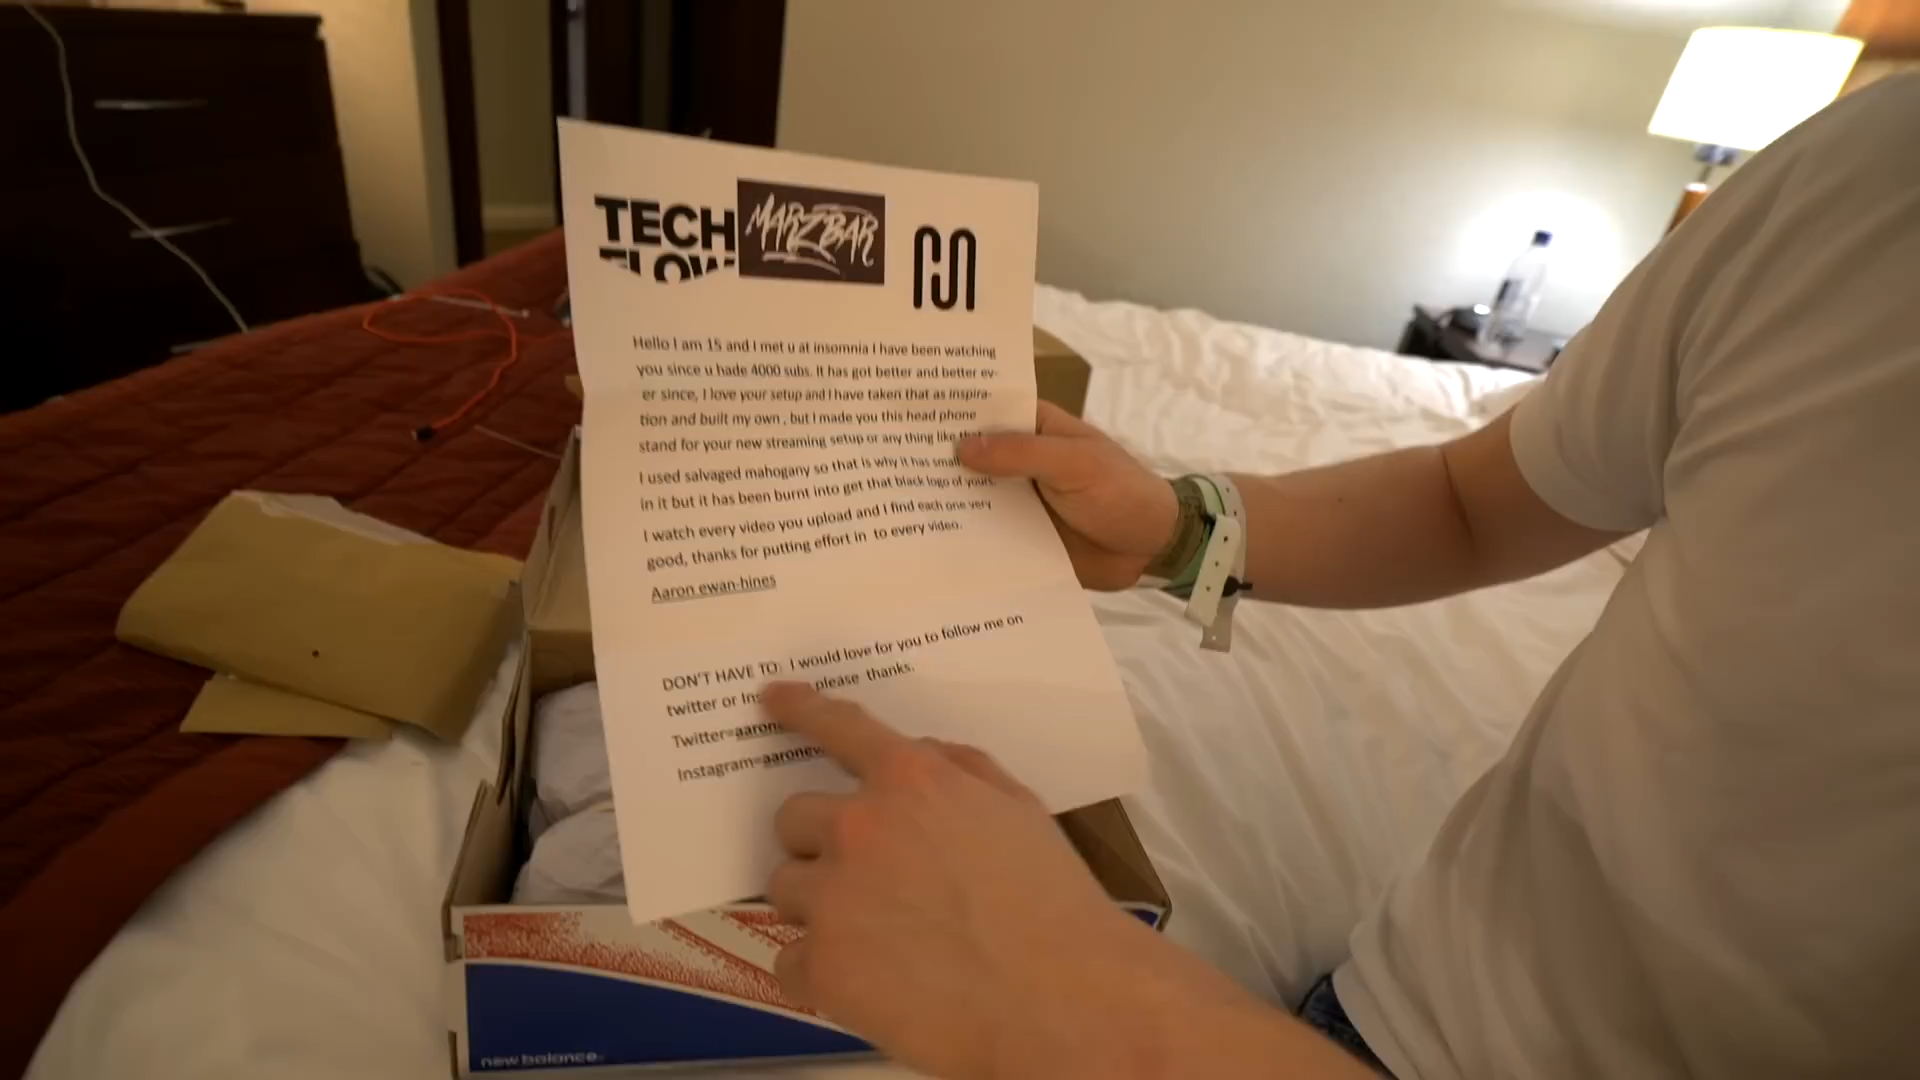 TECH
FLOW
MARZBAR
Hello I am 15 and I met u at insomnia I have been watching
you since u hade 4000 subs. It has got better and better ev-
er since, I love your setup and I have taken that as inspira-
tion and built my own , but I made you this head phone
stand for your new streaming setup or any thing like that
I used salvaged mahogany so that is why it has small
in it but it has been burnt into get that black logo of yours
I watch every video you upload and I find each one very
good, thanks for putting effort in to every video.
Aaron ewan-hines
DON'T HAVE TO: I would love for you to follow me on
twitter or please thanks.
Twitter=
Instagram=
new balance